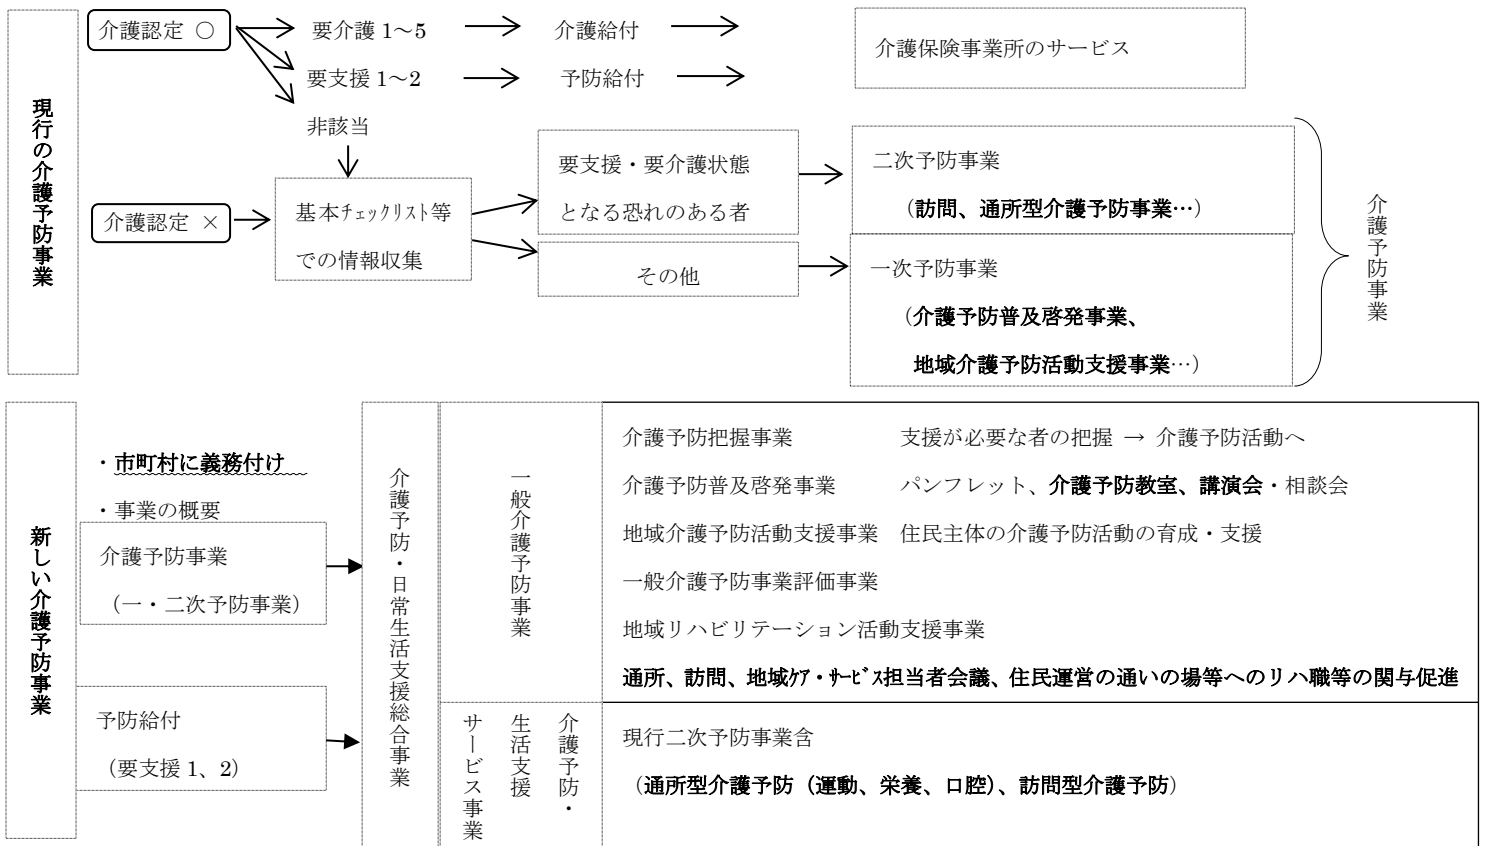 現行の介護予防事業
介護認定 ○
要介護 1～5
介護給付
介護保険事業所のサービス
要支援 1～2
予防給付
非該当
介護認定 ×
基本ﾁｪｯｸﾘｽﾄ等
での情報収集
要支援・要介護状態
となる恐れのある者
その他
二次予防事業
（訪問、通所型介護予防事業…）
一次予防事業
（介護予防普及啓発事業、
地域介護予防活動支援事業…）
介護予防事業
新しい介護予防事業
・市町村に義務付け
・事業の概要
介護予防事業
（一・二次予防事業）
予防給付
（要支援 1、2）
介護予防・日常生活支援総合事業
一般介護予防事業
介護予防把握事業 支援が必要な者の把握 → 介護予防活動へ
介護予防普及啓発事業 パンフレット、介護予防教室、講演会・相談会
地域介護予防活動支援事業 住民主体の介護予防活動の育成・支援
一般介護予防事業評価事業
地域リハビリテーション活動支援事業
通所、訪問、地域ｹｱ・ｻｰﾋﾞｽ担当者会議、住民運営の通いの場等へのリハ職等の関与促進
介護予防・
生活支援
サービス事業
現行二次予防事業含
（通所型介護予防（運動、栄養、口腔）、訪問型介護予防）